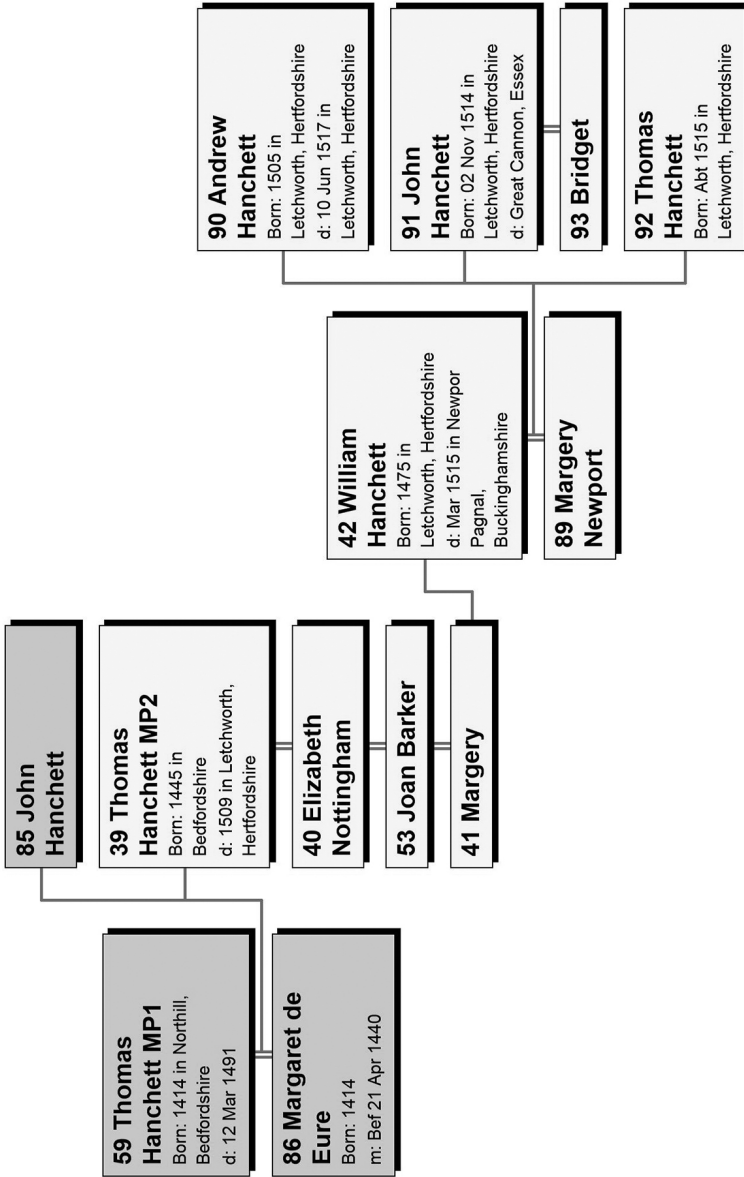 59 Thomas
Hanchett MP1
Born: 1414 in Northill,
Bedfordshire
d: 12 Mar 1491
86 Margaret de
Eure
Born: 1414
m: Bef 21 Apr 1440
85 John
Hanchett
39 Thomas
Hanchett MP2
Born: 1445 in
Bedfordshire
d: 1509 in Letchworth,
Hertfordshire
40 Elizabeth
Nottingham
53 Joan Barker
41 Margery
42 William
Hanchett
Born: 1475 in
Letchworth, Hertfordshire
d: Mar 1515 in Newpor
Pagnal,
Buckinghamshire
89 Margery
Newport
90 Andrew
Hanchett
Born: 1505 in
Letchworth, Hertfordshire
d: 10 Jun 1517 in
Letchworth, Hertfordshire
91 John
Hanchett
Born: 02 Nov 1514 in
Letchworth, Hertfordshire
d: Great Cannon, Essex
93 Bridget
92 Thomas
Hanchett
Born: Abt 1515 in
Letchworth, Hertfordshire